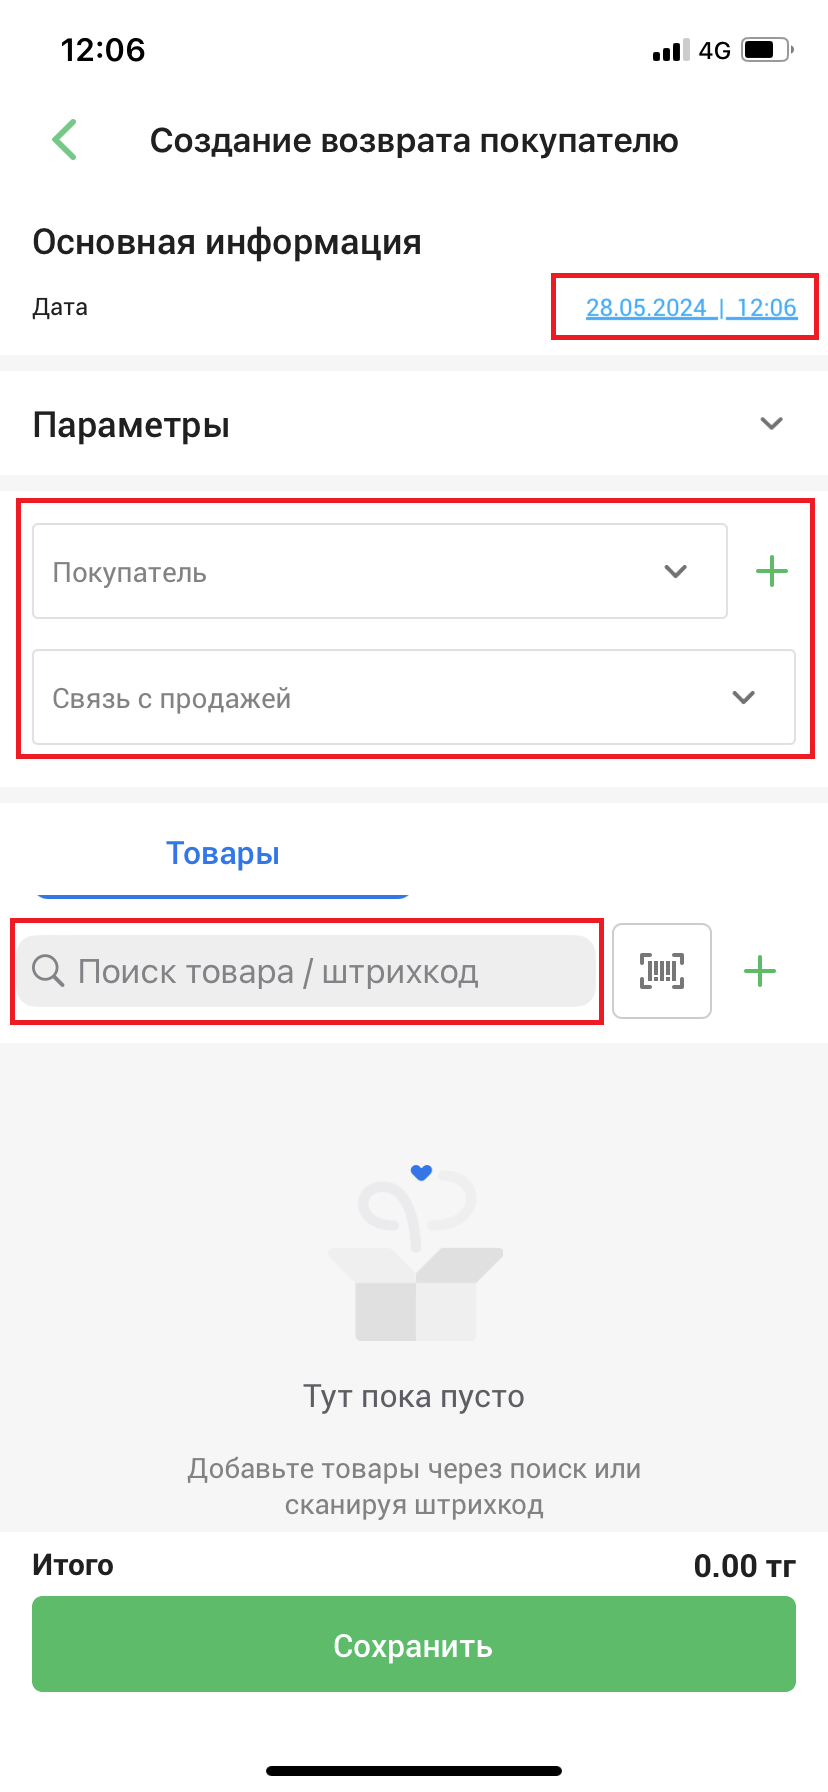 12:06
4G
Создание возврата покупателю
Основная информация
Дата
28.05.2024 | 12:06
Параметры
Покупатель
Связь с продажей
Товары
Поиск товара / штрихкод
Тут пока пусто
Добавьте товары через поиск или
сканируя штрихкод
Итого
0.00 тг
Сохранить